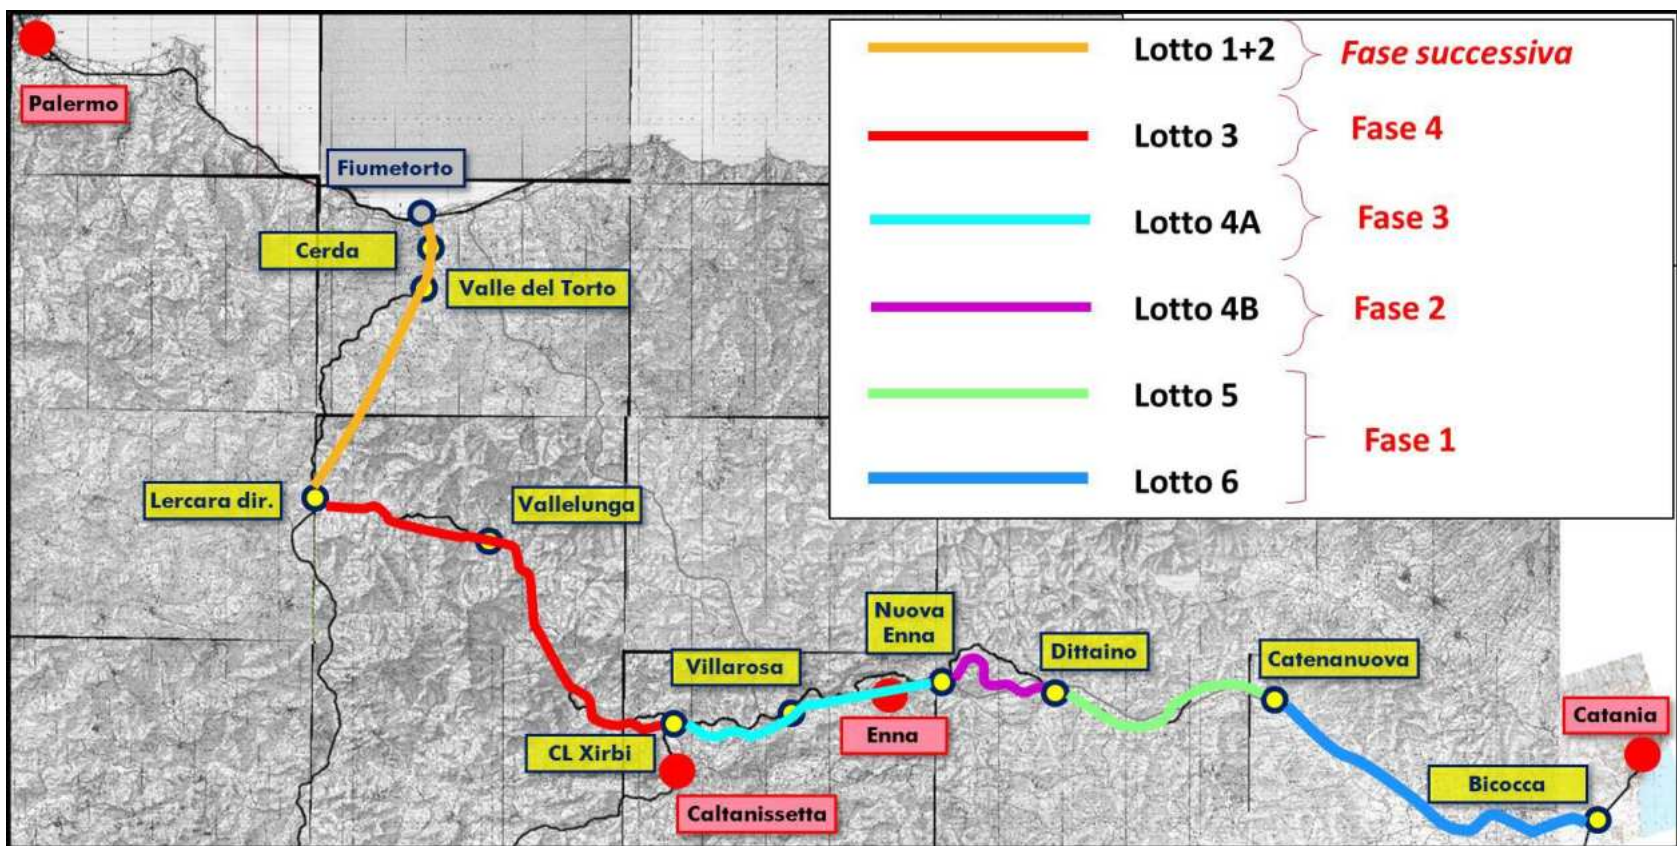 Palermo
Fiumetorto
Cerda
Valle del Torto
Lercara dir.
Vallelunga
Nuova
Enna
Villarosa
Dittaino
Catenanuova
CL Xirbi
Enna
Catania
Bicocca
Caltanissetta
Lotto 1+2
Fase successiva
Lotto 3
Fase 4
Lotto 4A
Fase 3
Lotto 4B
Fase 2
Lotto 5
Fase 1
Lotto 6